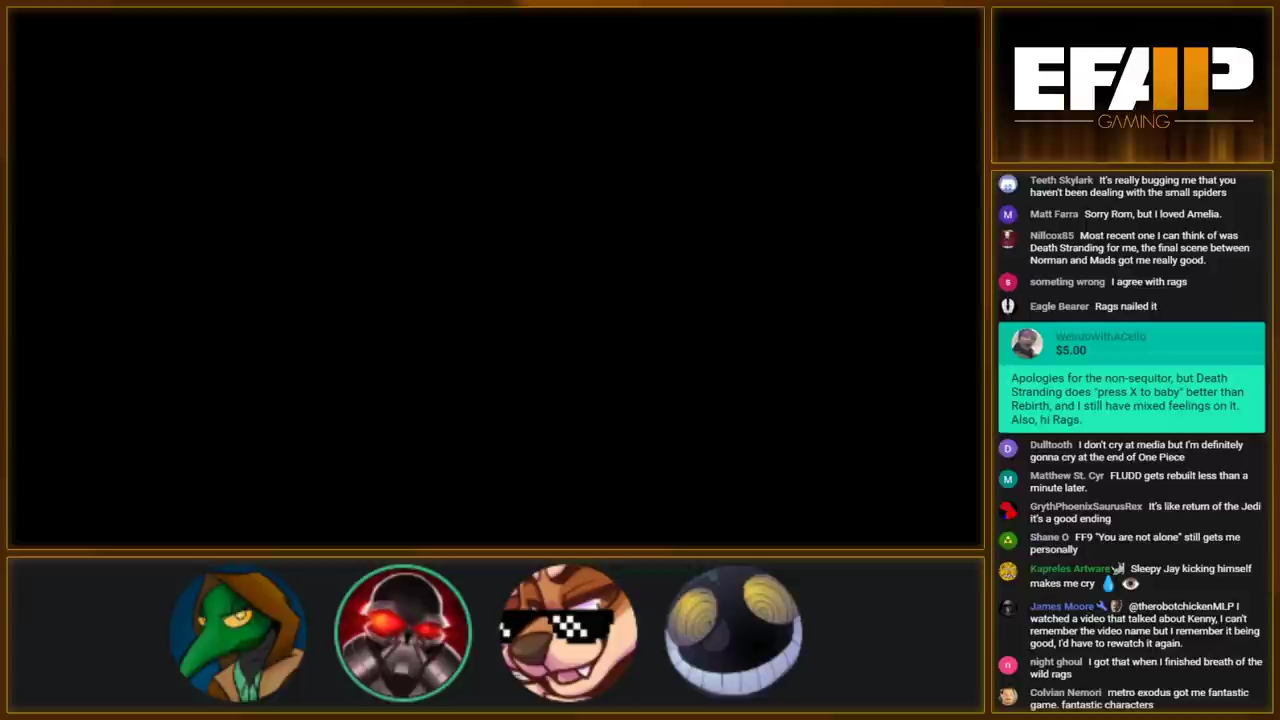 EFAP
GAMING
Teeth Skylark It's really bugging me that you
haven't been dealing with the small spiders
M
Matt Farra Sorry Rom, but I loved Amelia.
Nillcox85 Most recent one I can think of was
Death Stranding for me, the final scene between
Norman and Mads got me really good.
s
someting wrong I agree with rags
Eagle Bearer Rags nailed it
WeirdoWithACello
$5.00
Apologies for the non-sequitor, but Death
Stranding does "press X to baby" better than
Rebirth, and I still have mixed feelings on it.
Also, hi Rags.
D
Dulltooth I don't cry at media but I'm definitely
gonna cry at the end of One Piece
M
Matthew St. Cyr FLUDD gets rebuilt less than a
minute later.
GrythPhoenixSaurusRex It's like return of the Jedi
it's a good ending
Shane O FF9 "You are not alone" still gets me
personally
Kapreles Artware Sleepy Jay kicking himself
makes me cry
James Moore @therobotchickenMLP I
watched a video that talked about Kenny, I can't
remember the video name but I remember it being
good, I'd have to rewatch it again.
n
night ghoul I got that when I finished breath of the
wild rags
Colvian Nemori metro exodus got me fantastic
game. fantastic characters